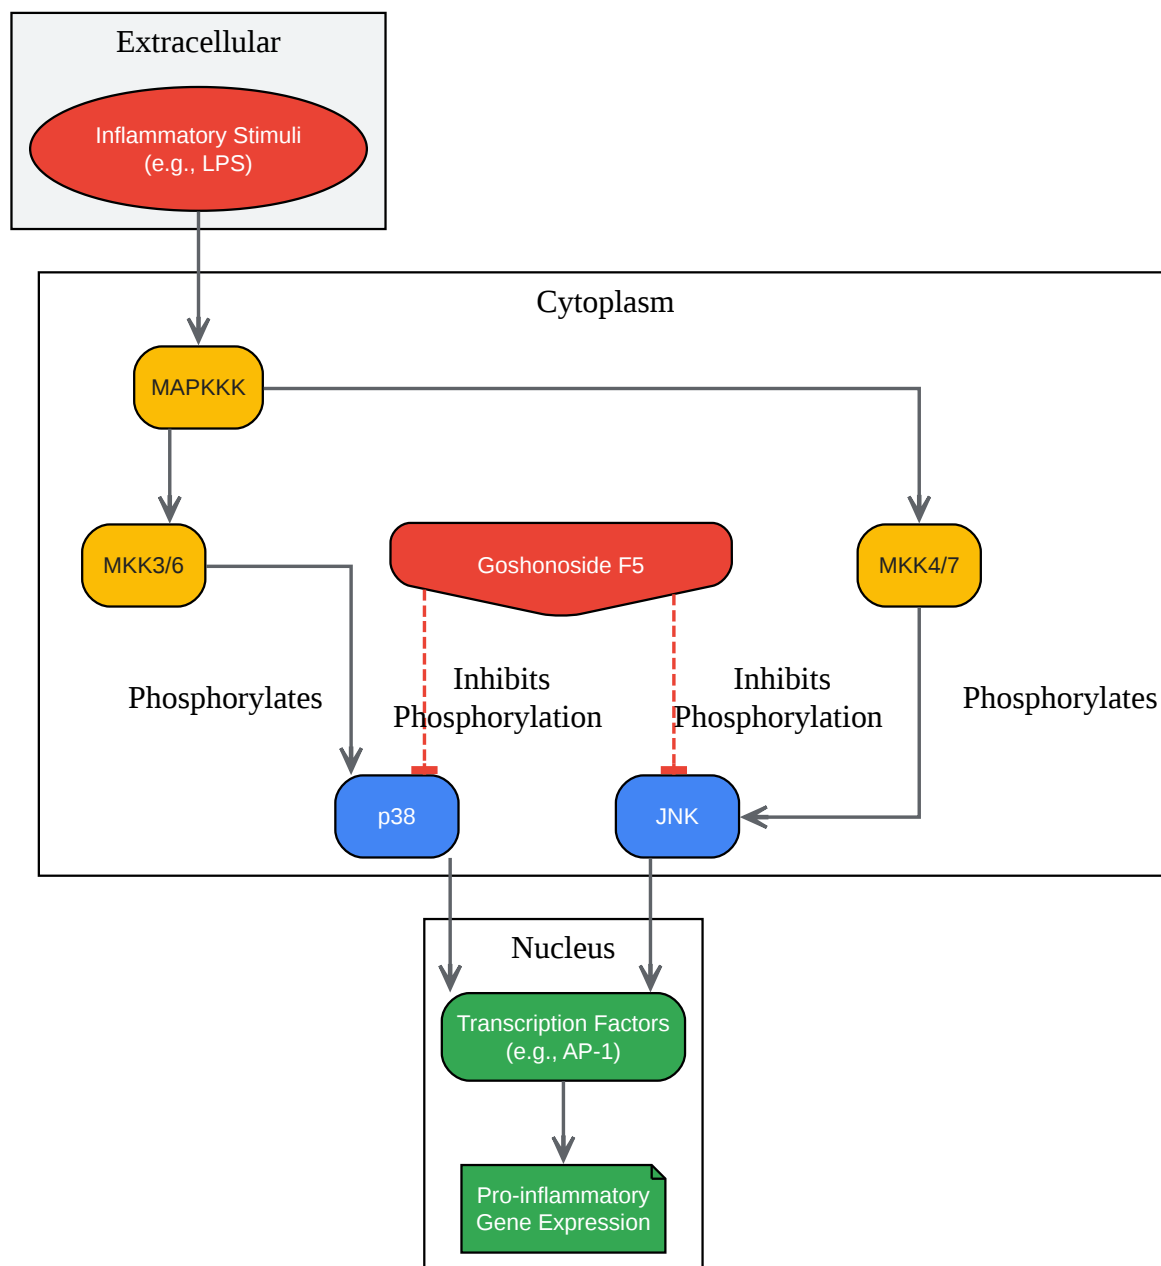 Extracellular
Inflammatory Stimuli
(e.g., LPS)
Cytoplasm
MAPKKK
MKK3/6
Goshonoside F5
MKK4/7
Phosphorylates
Inhibits
Phosphorylation
Inhibits
Phosphorylation
Phosphorylates
p38
JNK
Nucleus
Transcription Factors
(e.g., AP-1)
Pro-inflammatory
Gene Expression